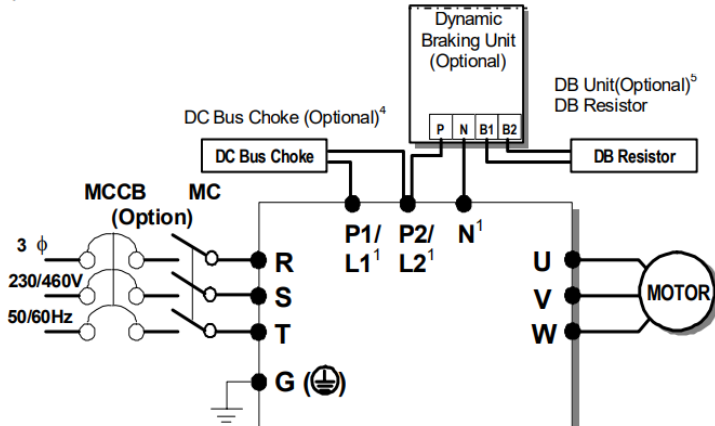 Dynamic
Braking Unit
(Optional)
DB Unit(Optional)5
DB Resistor
DC Bus Choke (Optional)4
P N B1 B2
DC Bus Choke
DB Resistor
MCCB MC
(Option)
P1/ P2/ N1
L11 L21
3 ϕ
R
U
230/460V
S
V
MOTOR
50/60Hz
T
W
G (⏚)